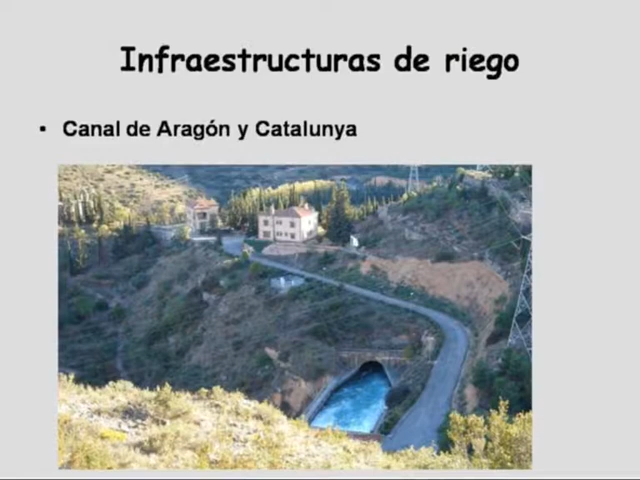 Infraestructuras de riego
• Canal de Aragón y Catalunya